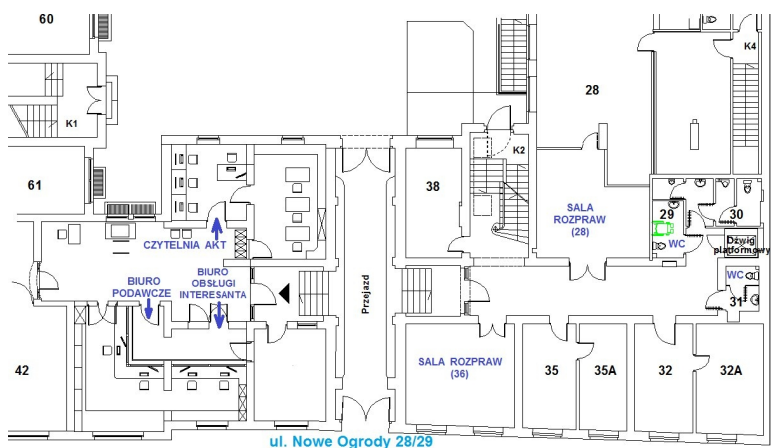 60
K1
61
42
CZYTELNIA AKT
BIURO
PODAWCZE
BIURO
OBSŁUGI
INTERESANTA
Przejazd
38
K2
28
K4
SALA
ROZPRAW
(28)
29
WC
30
Dźwig
platformowy
WC
31
SALA ROZPRAW
(36)
35
35A
32
32A
ul. Nowe Ogrody 28/29